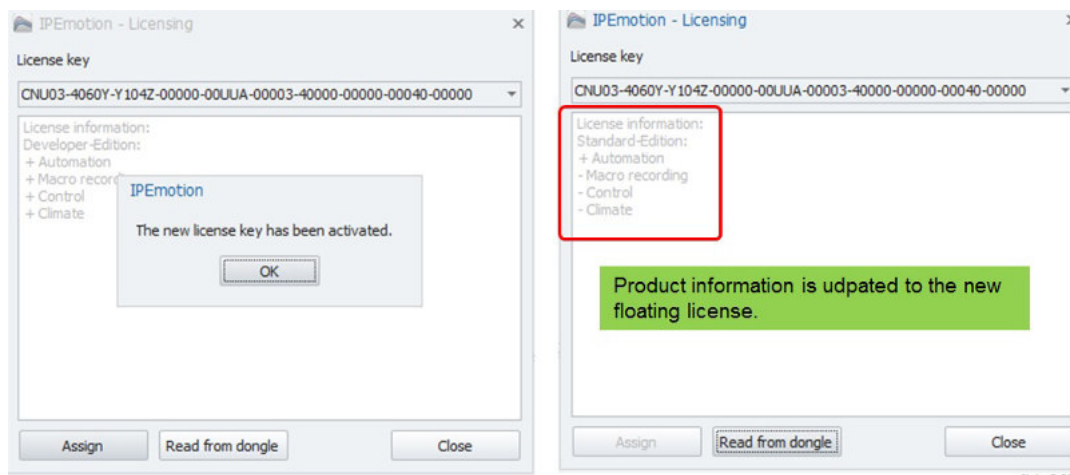 IPEmotion - Licensing
License key
CNU03-4060Y-Y104Z-00000-00UUA-00003-40000-00000-00040-00000
License information:
Developer-Edition:
+ Automation
+ Macro record
+ Control
+ Climate
IPEmotion
The new license key has been activated.
OK
Assign
Read from dongle
Close
IPEmotion - Licensing
License key
CNU03-4060Y-Y104Z-00000-00UUA-00003-40000-00000-00040-00000
License information:
Standard-Edition:
+ Automation
- Macro recording
- Control
- Climate
Product information is udpated to the new
floating license.
Assign
Read from dongle
Close